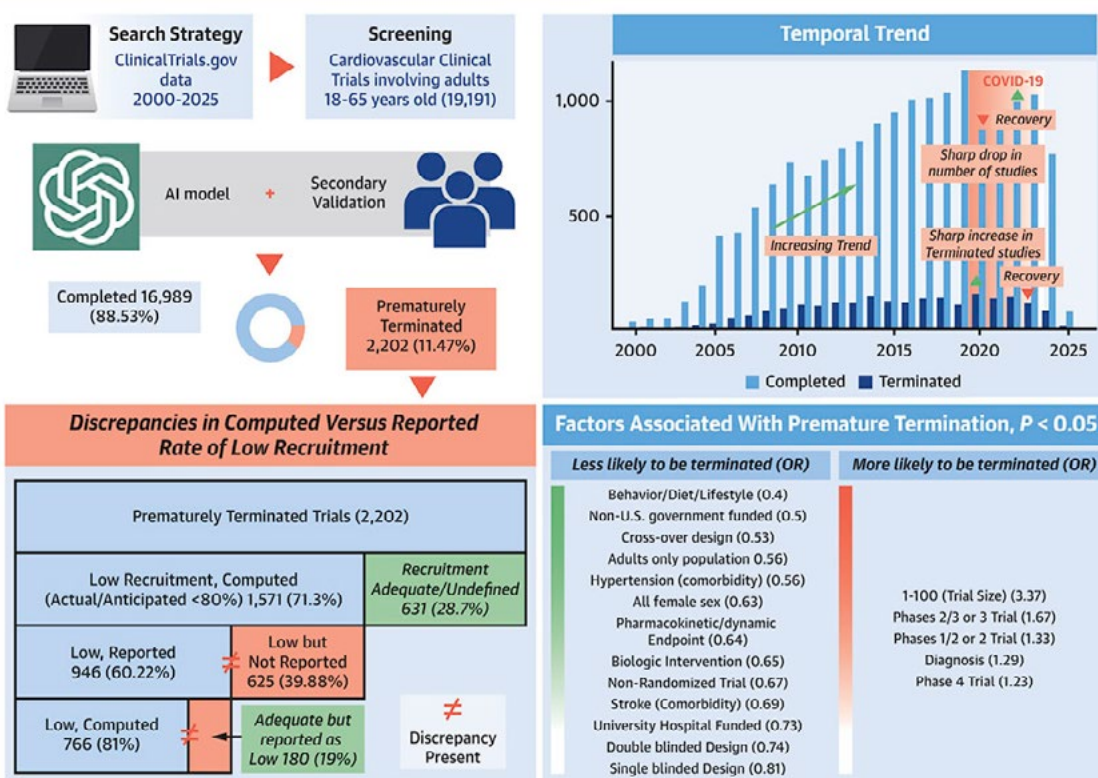 Search Strategy
ClinicalTrials.gov
data
2000-2025
Screening
Cardiovascular Clinical
Trials involving adults
18-65 years old (19,191)
AI model
+
Secondary
Validation
Completed 16,989
(88.53%)
Prematurely
Terminated
2,202 (11.47%)
Temporal Trend
1,000
500
0
COVID-19
Recovery
Sharp drop in
number of studies
Increasing Trend
Sharp increase in
Terminated studies
Recovery
2000
2005
2010
2015
2020
2025
Completed
Terminated
Discrepancies in Computed Versus Reported
Rate of Low Recruitment
Prematurely Terminated Trials (2,202)
Low Recruitment, Computed
(Actual/Anticipated <80%) 1,571 (71.3%)
Recruitment
Adequate/Undefined
631 (28.7%)
Low, Reported
946 (60.22%)
≠
Low but
Not Reported
625 (39.88%)
Low, Computed
766 (81%)
≠
Adequate but
reported as
Low 180 (19%)
≠
Discrepancy
Present
Factors Associated With Premature Termination, P < 0.05
Less likely to be terminated (OR)
Behavior/Diet/Lifestyle (0.4)
Non-U.S. government funded (0.5)
Cross-over design (0.53)
Adults only population (0.56)
Hypertension (comorbidity) (0.56)
All female sex (0.63)
Pharmacokinetic/dynamic
Endpoint (0.64)
Biologic Intervention (0.65)
Non-Randomized Trial (0.67)
Stroke (Comorbidity) (0.69)
University Hospital Funded (0.73)
Double blinded Design (0.74)
Single blinded Design (0.81)
More likely to be terminated (OR)
1-100 (Trial Size) (3.37)
Phases 2/3 or 3 Trial (1.67)
Phases 1/2 or 2 Trial (1.33)
Diagnosis (1.29)
Phase 4 Trial (1.23)